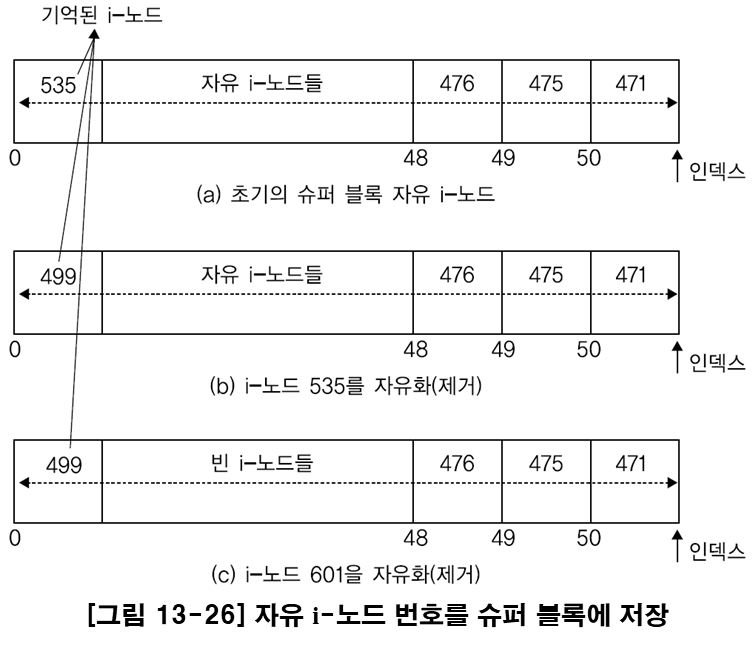 기억된 i-노드
535 자유 i-노드들 476 475 471
0 48 49 50 인덱스
(a) 초기의 슈퍼 블록 자유 i-노드
499 자유 i-노드들 476 475 471
0 48 49 50 인덱스
(b) i-노드 535를 자유화(제거)
499 빈 i-노드들 476 475 471
0 48 49 50 인덱스
(c) i-노드 601을 자유화(제거)
[그림 13-26] 자유 i-노드 번호를 슈퍼 블록에 저장